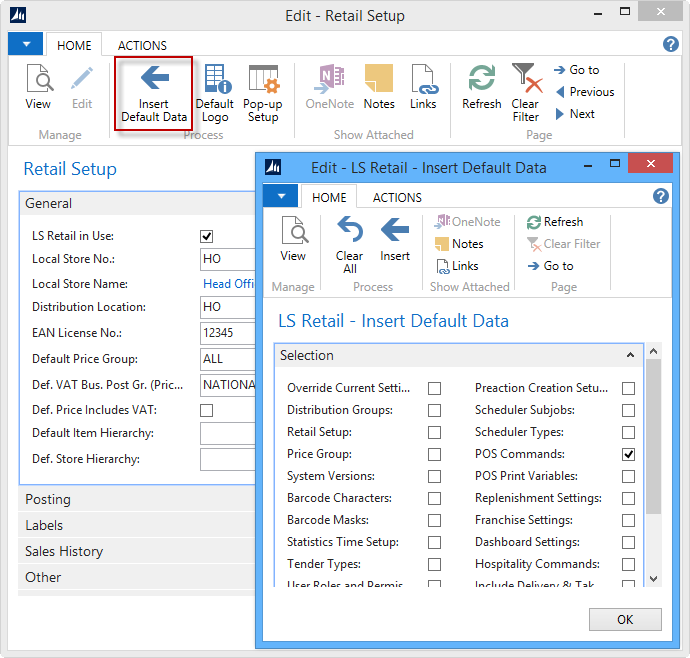 Edit - Retail Setup
HOME ACTIONS
View Edit Insert Default Data Default Logo Pop-up Setup OneNote Notes Links Refresh Clear Filter Go to Previous Next
Manage Process Show Attached Page
Retail Setup
General
LS Retail in Use:
Local Store No.: HO
Local Store Name: Head Offi
Distribution Location: HO
EAN License No.: 12345
Default Price Group: ALL
Def. VAT Bus. Post Gr. (Pric... NATIONA
Def. Price Includes VAT:
Default Item Hierarchy:
Def. Store Hierarchy:
Posting
Labels
Sales History
Other
Edit - LS Retail - Insert Default Data
HOME ACTIONS
View Clear All Insert OneNote Notes Links Refresh Clear Filter Go to
Manage Process Show Attached Page
LS Retail - Insert Default Data
Selection
Override Current Setti... Preaction Creation Setu...
Distribution Groups: Scheduler Subjobs:
Retail Setup: Scheduler Types:
Price Group: POS Commands:
System Versions: POS Print Variables:
Barcode Characters: Replenishment Settings:
Barcode Masks: Franchise Settings:
Statistics Time Setup: Dashboard Settings:
Tender Types: Hospitality Commands:
User Roles and Permis... Include Delivery & Tak...
OK